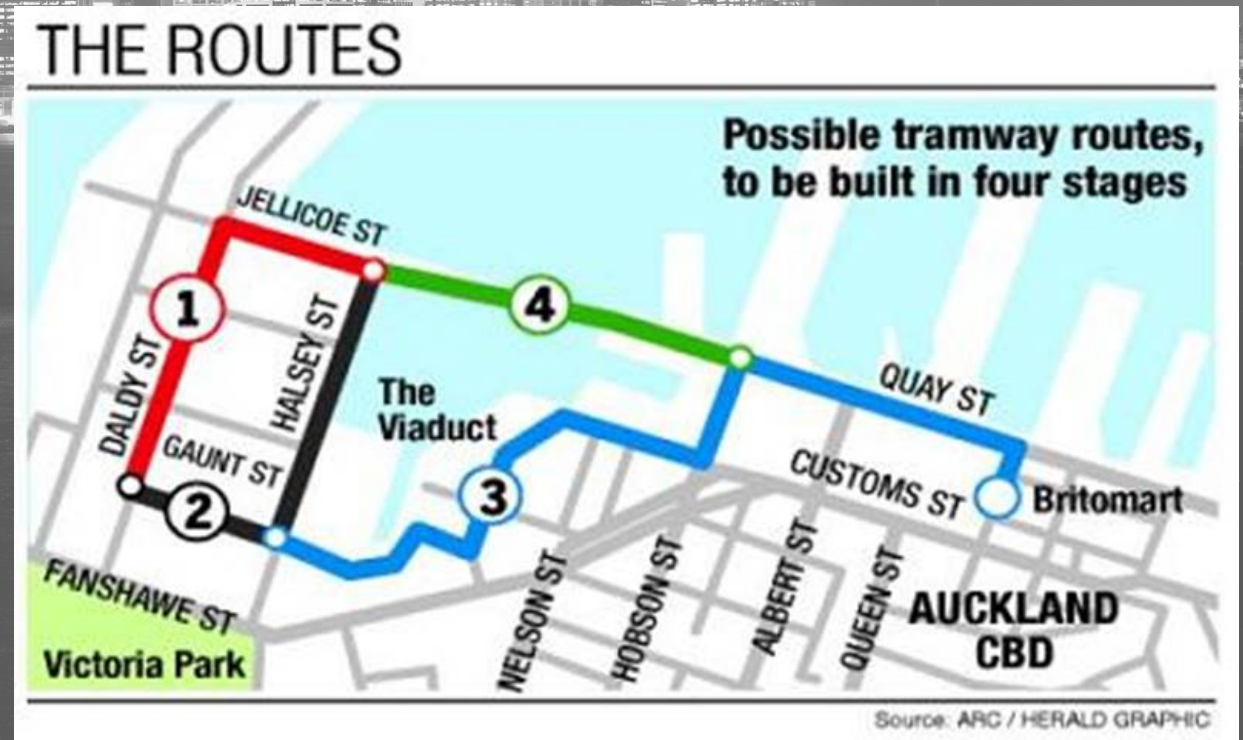 THE ROUTES
Possible tramway routes,
to be built in four stages
JELLICOE ST
1
4
HALSEY ST
DALDY ST
The
Viaduct
QUAY ST
GAUNT ST
CUSTOMS ST
2
3
Britomart
FANSHAWE ST
NELSON ST
HOBSON ST
ALBERT ST
QUEEN ST
AUCKLAND
CBD
Victoria Park
Source: ARC / HERALD GRAPHIC